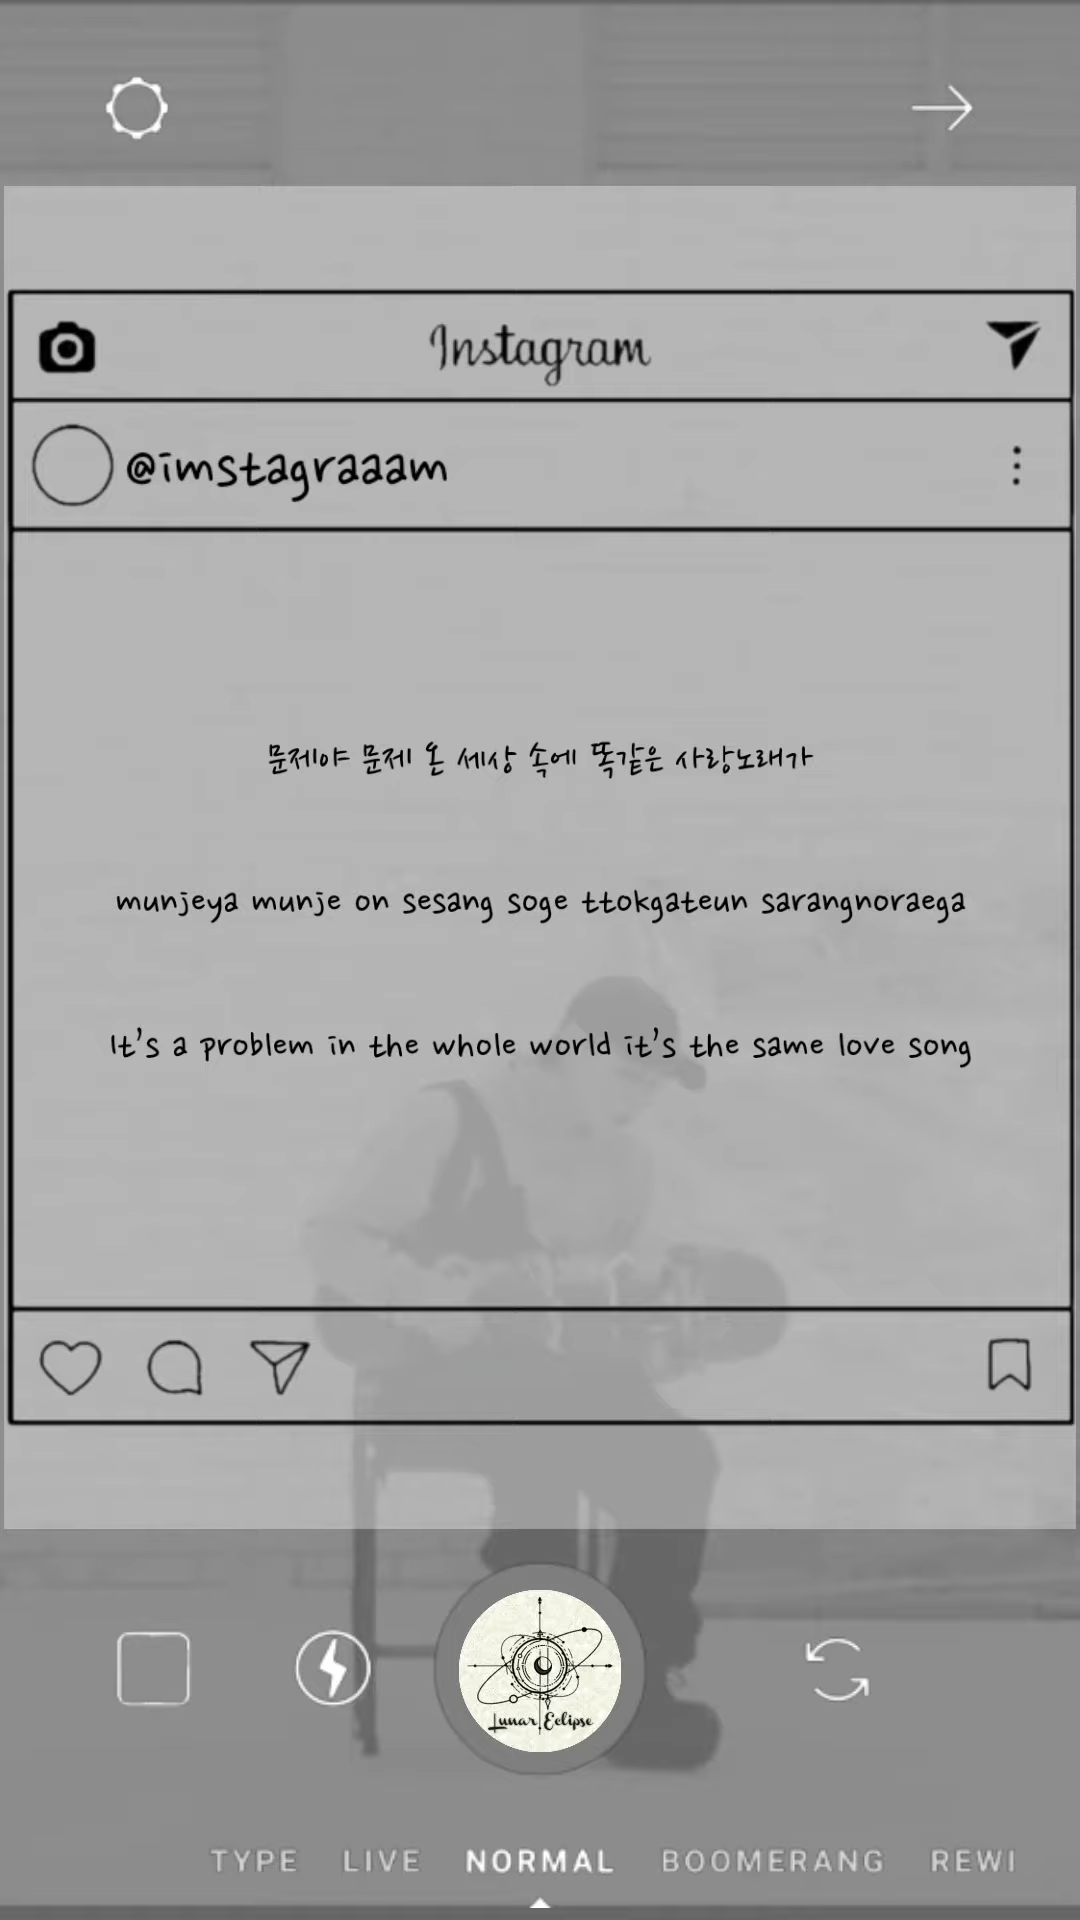 Instagram
@imstagraaam
문제야 문제 온 세상 속에 똑같은 사랑노래가
munjeya munje on sesang soge ttokgateun sarangnoraega
It's a problem in the whole world it's the same love song
Lunar Eclipse
TYPE LIVE NORMAL BOOMERANG REWI